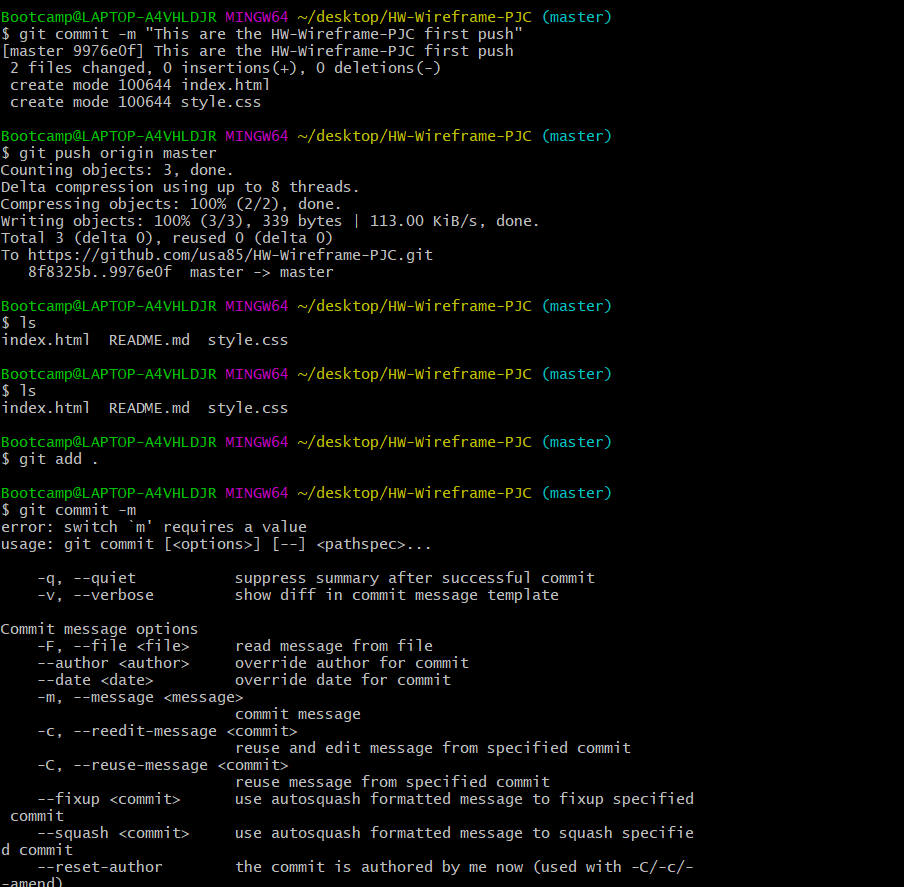 Bootcamp@LAPTOP-A4VHLDJR MINGW64 ~/desktop/HW-Wireframe-PJC (master)
$ git commit -m "This are the HW-Wireframe-PJC first push"
[master 9976e0f] This are the HW-Wireframe-PJC first push
 2 files changed, 0 insertions(+), 0 deletions(-)
 create mode 100644 index.html
 create mode 100644 style.css

Bootcamp@LAPTOP-A4VHLDJR MINGW64 ~/desktop/HW-Wireframe-PJC (master)
$ git push origin master
Counting objects: 3, done.
Delta compression using up to 8 threads.
Compressing objects: 100% (2/2), done.
Writing objects: 100% (3/3), 339 bytes | 113.00 KiB/s, done.
Total 3 (delta 0), reused 0 (delta 0)
To https://github.com/usa85/HW-Wireframe-PJC.git
   8f8325b..9976e0f  master -> master

Bootcamp@LAPTOP-A4VHLDJR MINGW64 ~/desktop/HW-Wireframe-PJC (master)
$ ls
index.html  README.md  style.css

Bootcamp@LAPTOP-A4VHLDJR MINGW64 ~/desktop/HW-Wireframe-PJC (master)
$ ls
index.html  README.md  style.css

Bootcamp@LAPTOP-A4VHLDJR MINGW64 ~/desktop/HW-Wireframe-PJC (master)
$ git add .

Bootcamp@LAPTOP-A4VHLDJR MINGW64 ~/desktop/HW-Wireframe-PJC (master)
$ git commit -m
error: switch `m' requires a value
usage: git commit [<options>] [--] <pathspec>...

    -q, --quiet           suppress summary after successful commit
    -v, --verbose         show diff in commit message template

Commit message options
    -F, --file <file>     read message from file
    --author <author>     override author for commit
    --date <date>         override date for commit
    -m, --message <message>
                          commit message
    -c, --reedit-message <commit>
                          reuse and edit message from specified commit
    -C, --reuse-message <commit>
                          reuse message from specified commit
    --fixup <commit>      use autosquash formatted message to fixup specified
 commit
    --squash <commit>     use autosquash formatted message to squash specifie
d commit
    --reset-author        the commit is authored by me now (used with -C/-c/-
-amend)